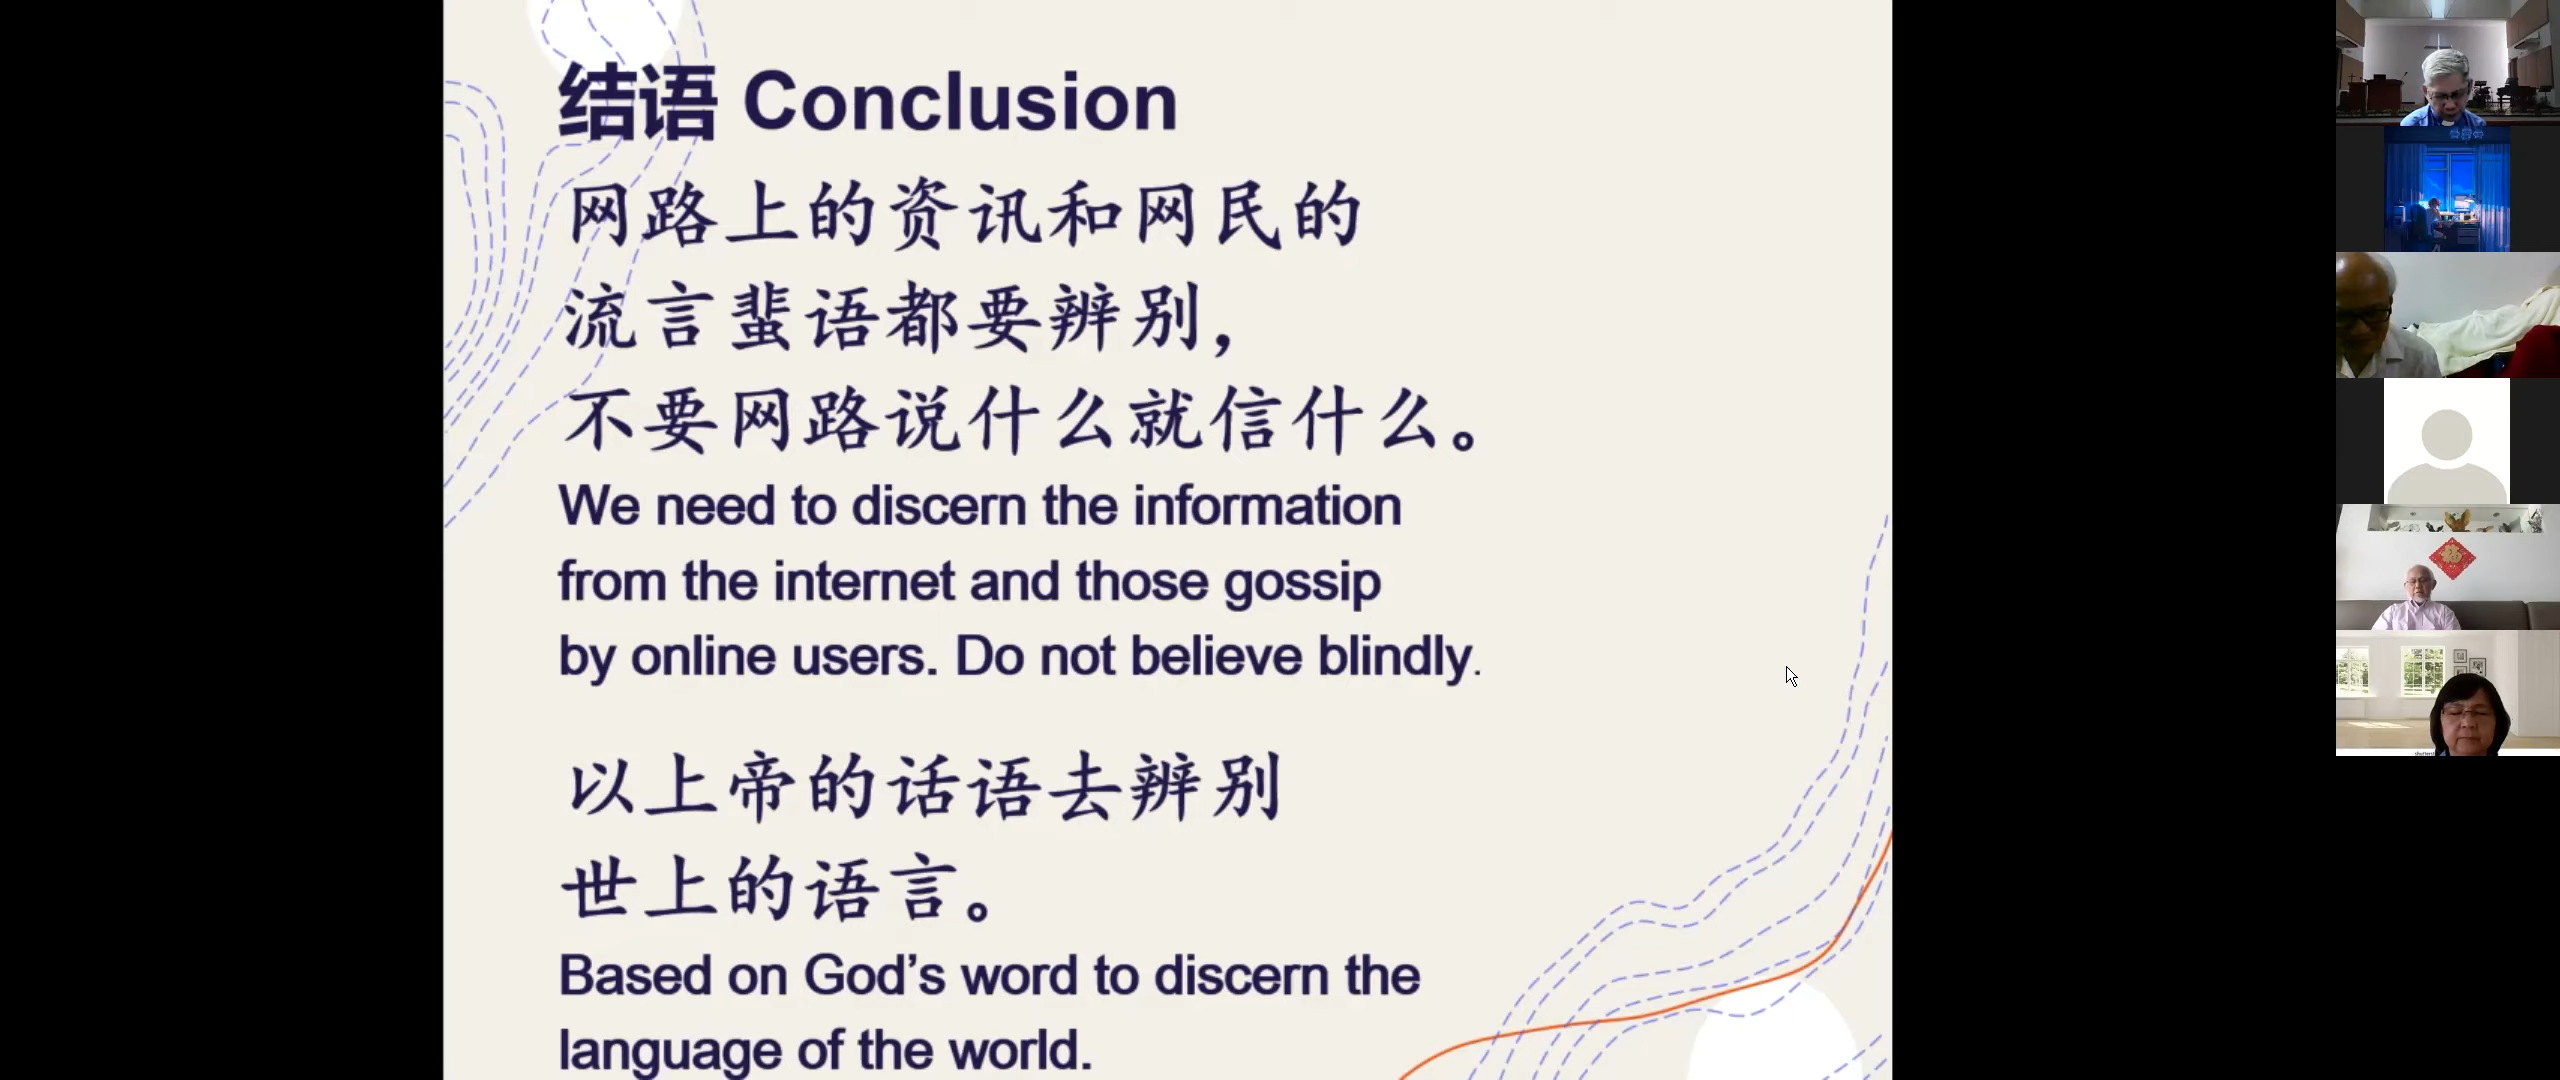 结语 Conclusion
网路上的资讯和网民的
流言蜚语都要辨别，
不要网路说什么就信什么。
We need to discern the information
from the internet and those gossip
by online users. Do not believe blindly.
以上帝的话语去辨别
世上的语言。
Based on God’s word to discern the
language of the world.
福